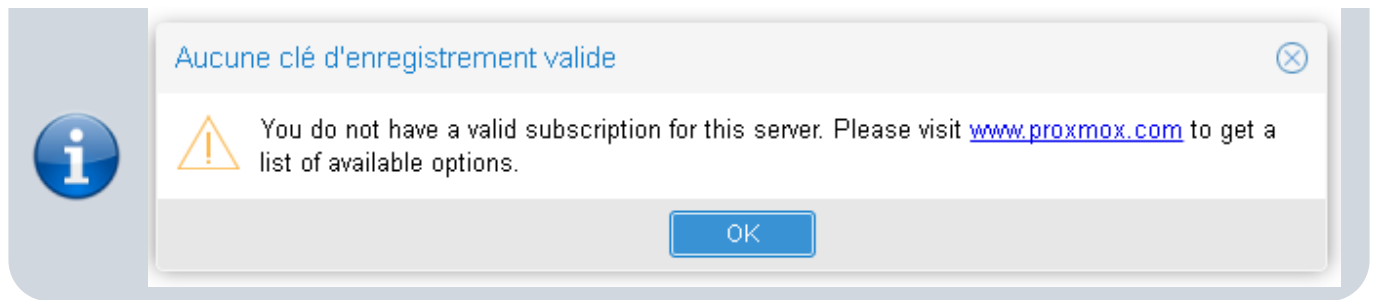 Aucune clé d'enregistrement valide
You do not have a valid subscription for this server. Please visit www.proxmox.com to get a
list of available options.
OK